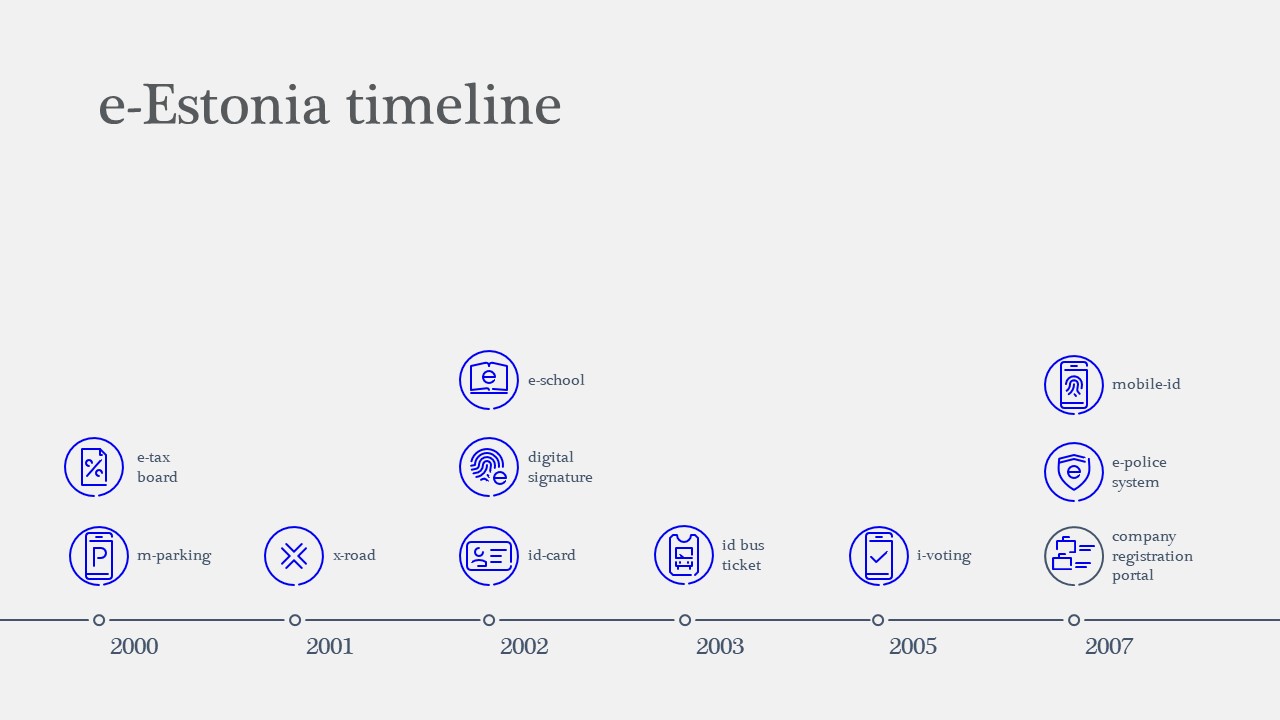 e-Estonia timeline
e-school
mobile-id
e-tax
board
digital
signature
e-police
system
m-parking
x-road
id-card
id bus
ticket
i-voting
company
registration
portal
2000
2001
2002
2003
2005
2007